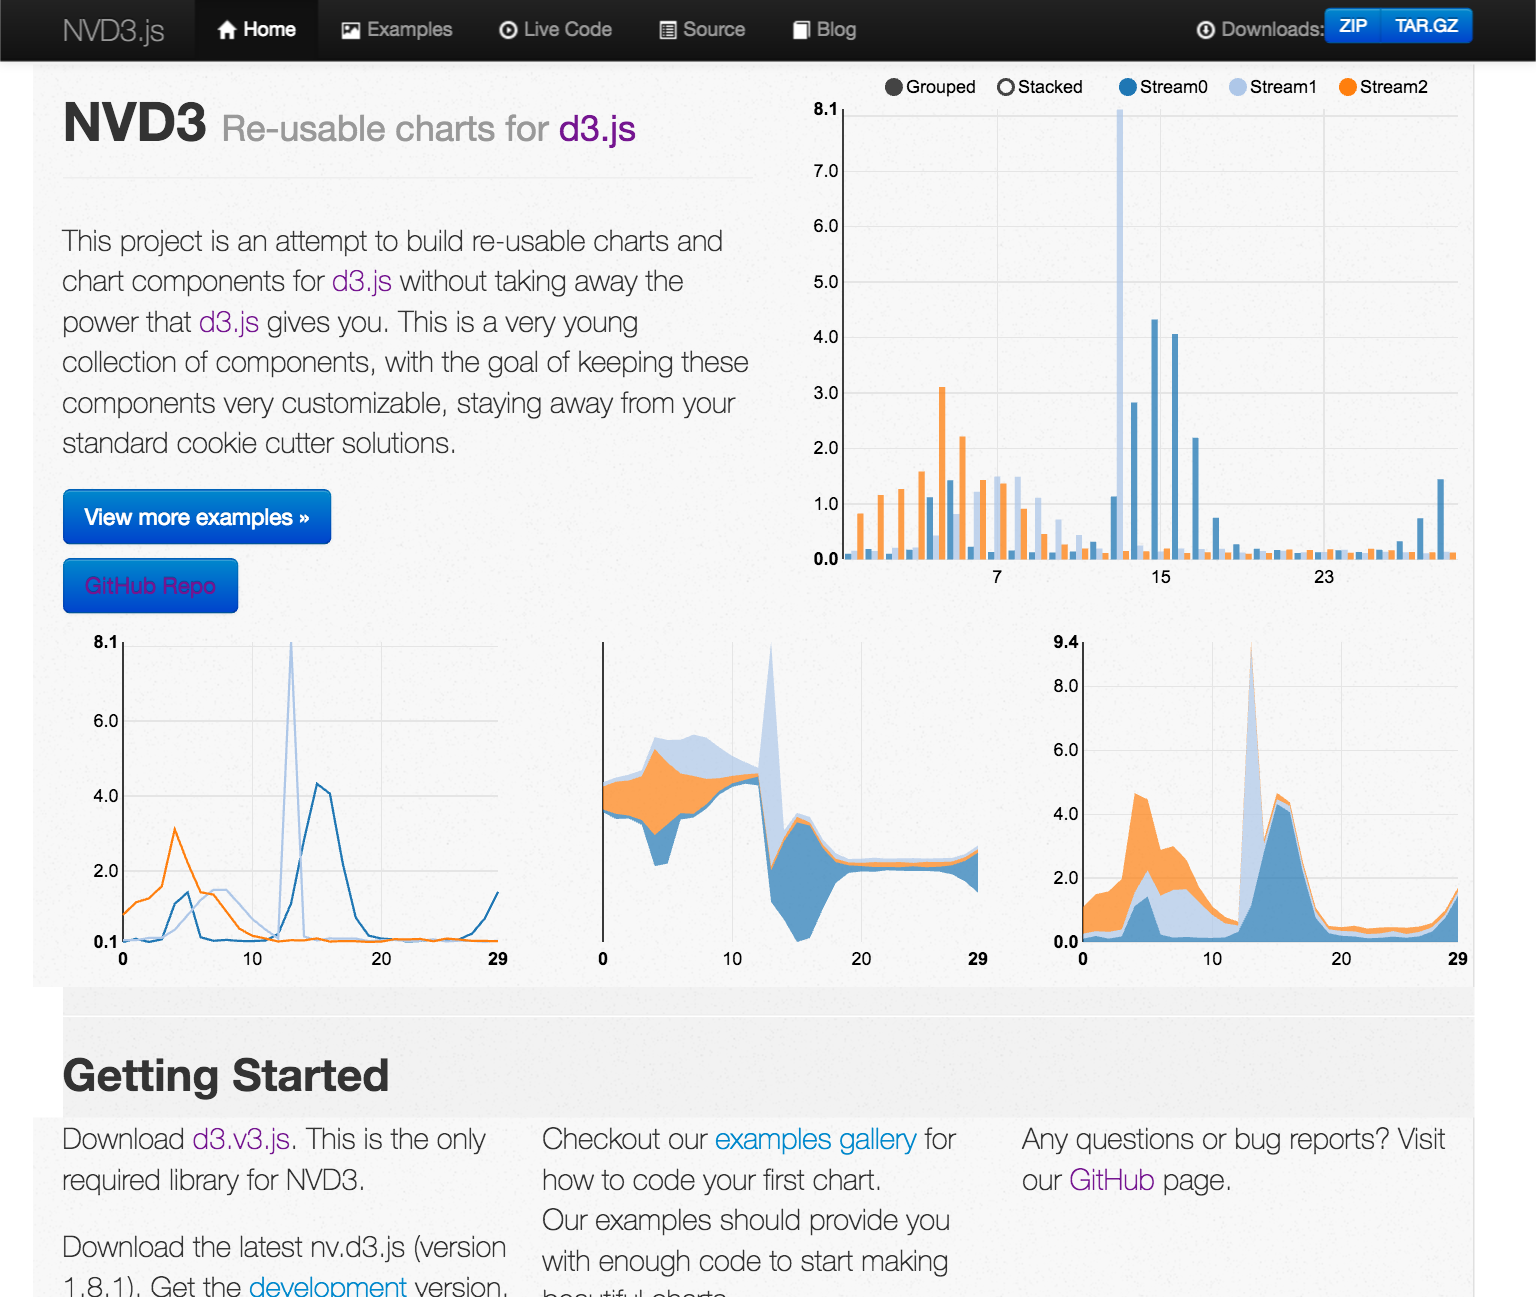 NVD3.js Home Examples Live Code Source Blog Downloads: ZIP TAR.GZ
NVD3 Re-usable charts for d3.js
This project is an attempt to build re-usable charts and
chart components for d3.js without taking away the
power that d3.js gives you. This is a very young
collection of components, with the goal of keeping these
components very customizable, staying away from your
standard cookie cutter solutions.
View more examples »
GitHub Repo
Grouped Stacked Stream0 Stream1 Stream2
8.1
7.0
6.0
5.0
4.0
3.0
2.0
1.0
0.0
7 15 23
8.1
6.0
4.0
2.0
0.1
0 10 20 29
0 10 20 29
9.4
8.0
6.0
4.0
2.0
0.0
0 10 20 29
Getting Started
Download d3.v3.js. This is the only
required library for NVD3.
Download the latest nv.d3.js (version
1.8.1). Get the development version.
Checkout our examples gallery for
how to code your first chart.
Our examples should provide you
with enough code to start making
beautiful charts.
Any questions or bug reports? Visit
our GitHub page.